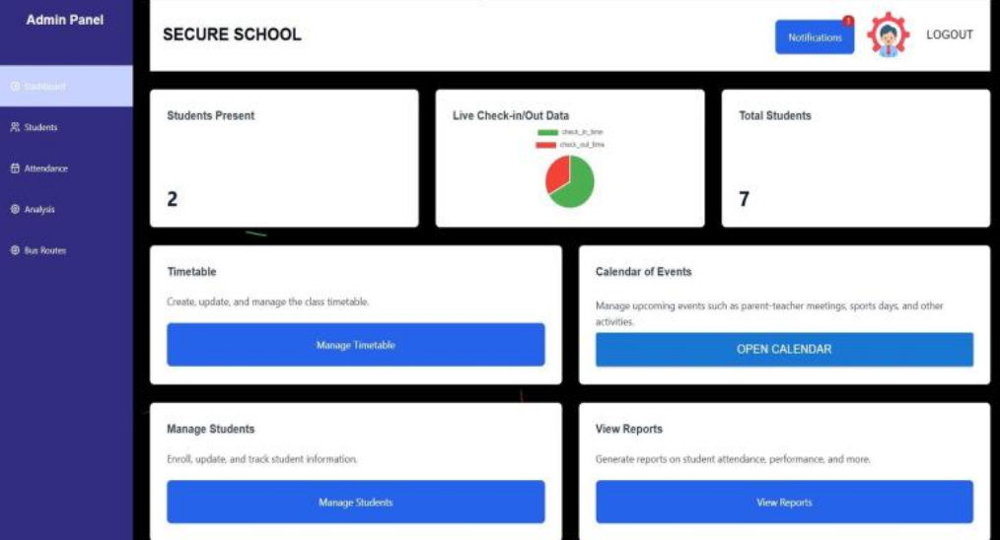 Admin Panel
Dashboard
Students
Attendance
Analysis
Bus Routes
SECURE SCHOOL
Notifications
LOGOUT
Students Present
2
Live Check-in/Out Data
check_in_time
check_out_time
Total Students
7
Timetable
Create, update, and manage the class timetable.
Manage Timetable
Calendar of Events
Manage upcoming events such as parent-teacher meetings, sports days, and other
activities.
OPEN CALENDAR
Manage Students
Enroll, update, and track student information.
Manage Students
View Reports
Generate reports on student attendance, performance, and more.
View Reports